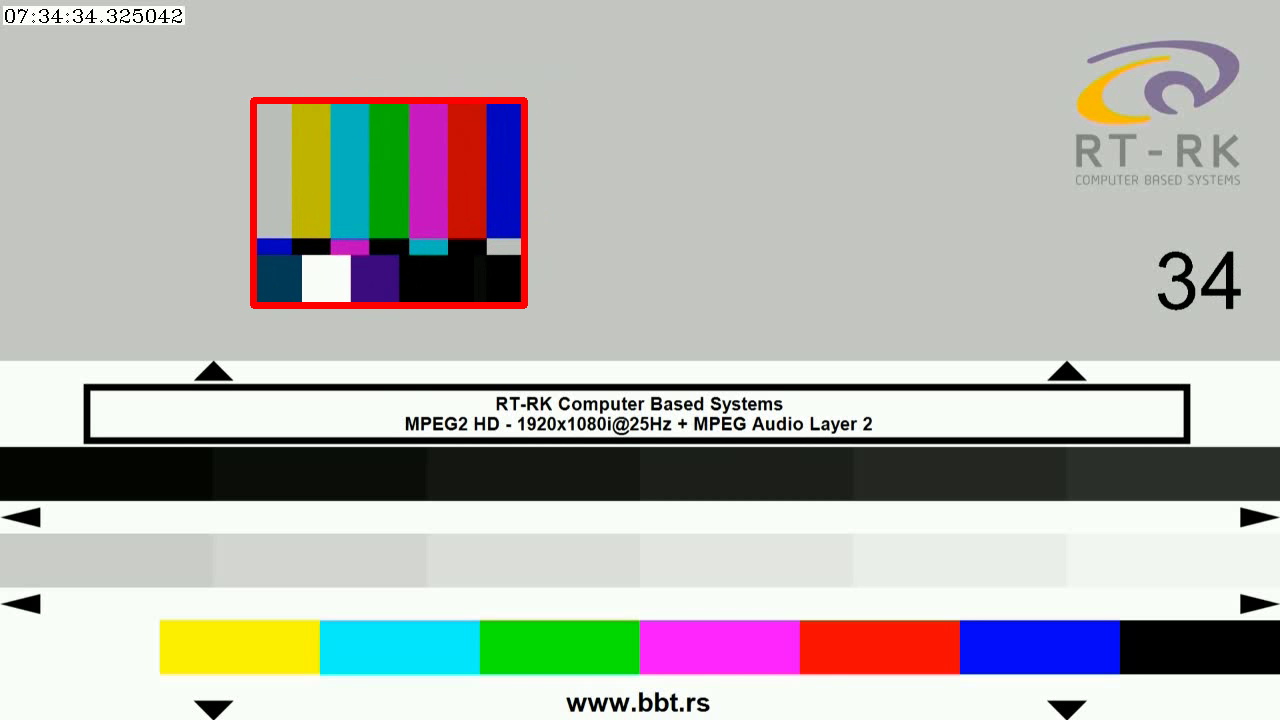 07:34:34.325042
RT-RK
COMPUTER BASED SYSTEMS
34
RT-RK Computer Based Systems
MPEG2 HD - 1920x1080i@25Hz + MPEG Audio Layer 2
www.bbt.rs